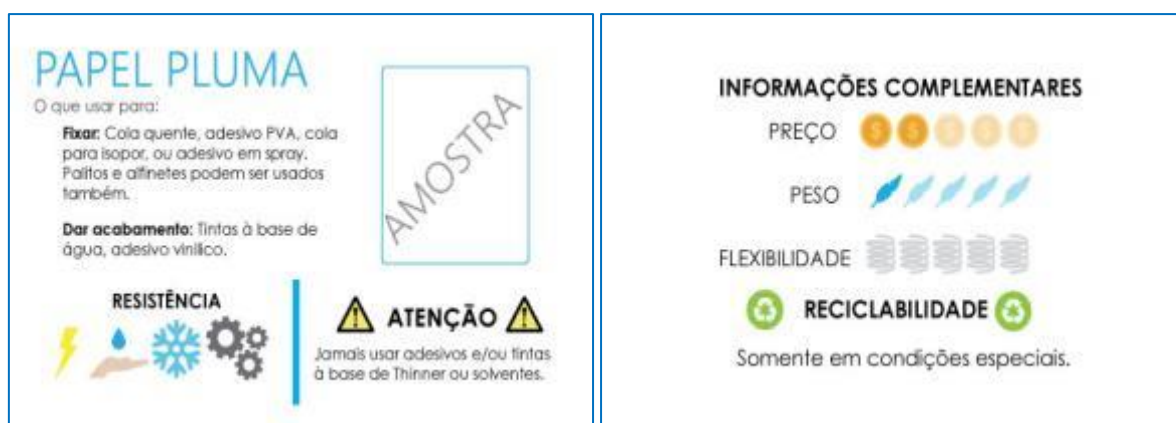 PAPEL PLUMA
O que usar para:
Fixar: Cola quente, adesivo PVA, cola
para isopor, ou adesivo em spray.
Palitos e alfinetes podem ser usados
também.
Dar acabamento: Tintas à base de
água, adesivo vinílico.
AMOSTRA
RESISTÊNCIA
ATENÇÃO
Jamais usar adesivos e/ou tintas
à base de Thinner ou solventes.
INFORMAÇÕES COMPLEMENTARES
PREÇO
PESO
FLEXIBILIDADE
RECICLABILIDADE
Somente em condições especiais.